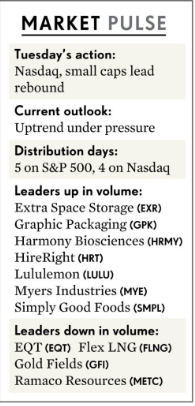 MARKET PULSE
Tuesday's action:
Nasdaq, small caps lead
rebound
Current outlook:
Uptrend under pressure
Distribution days:
5 on S&P 500, 4 on Nasdaq
Leaders up in volume:
Extra Space Storage (EXR)
Graphic Packaging (GPK)
Harmony Biosciences (HRMY)
HireRight (HRT)
Lululemon (LULU)
Myers Industries (MYE)
Simply Good Foods (SMPL)
Leaders down in volume:
EQT (EQT) Flex LNG (FLNG)
Gold Fields (GFI)
Ramaco Resources (METC)